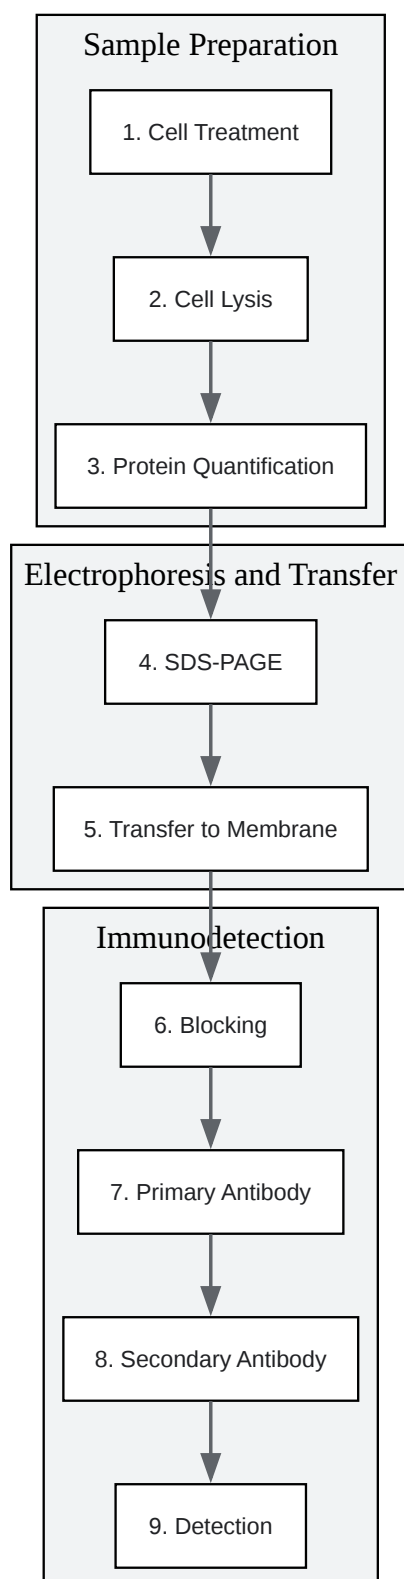 Sample Preparation
1. Cell Treatment
2. Cell Lysis
3. Protein Quantification
Electrophoresis and Transfer
4. SDS-PAGE
5. Transfer to Membrane
Immunodetection
6. Blocking
7. Primary Antibody
8. Secondary Antibody
9. Detection